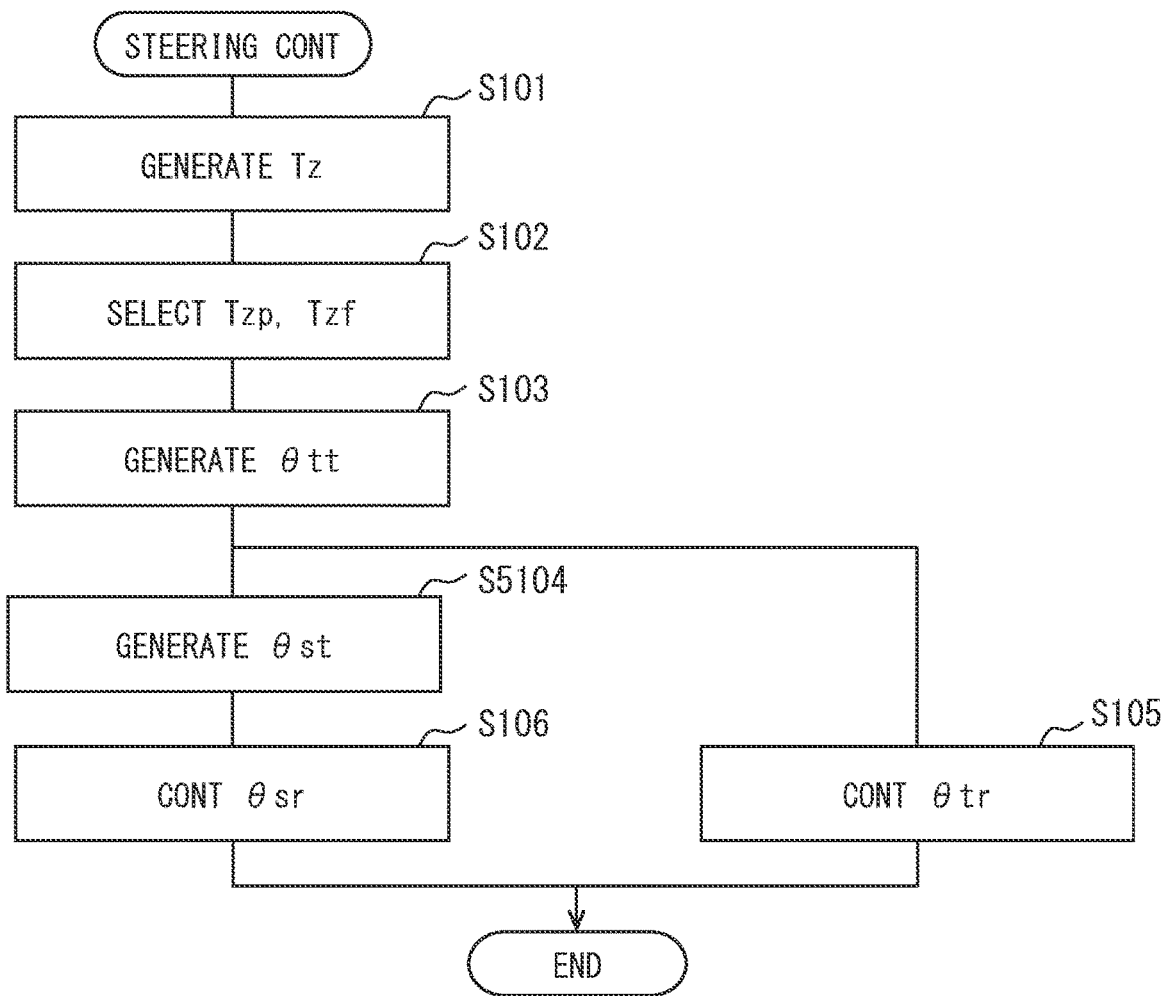 STEERING CONT
S101
GENERATE Tz
S102
SELECT Tzp, Tzf
S103
GENERATE θtt
S5104
GENERATE θst
S106
CONT θsr
S105
CONT θtr
END